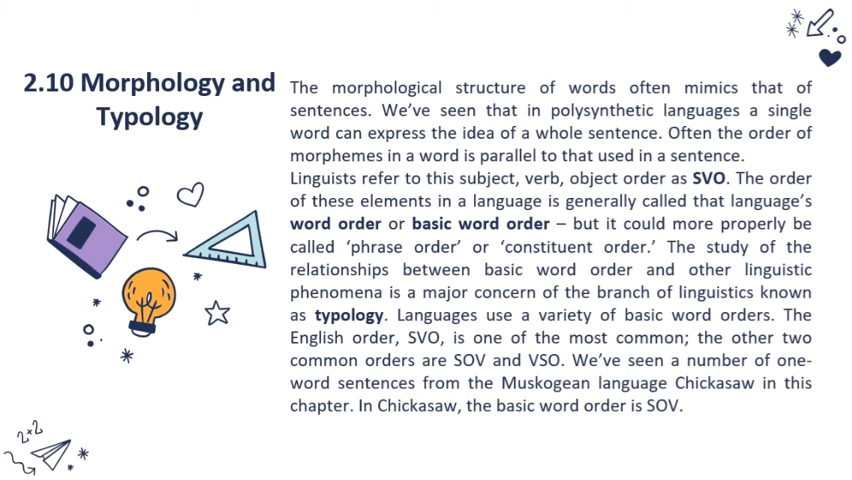 2.10 Morphology and
Typology
The morphological structure of words often mimics that of
sentences. We’ve seen that in polysynthetic languages a single
word can express the idea of a whole sentence. Often the order of
morphemes in a word is parallel to that used in a sentence.
Linguists refer to this subject, verb, object order as SVO. The order
of these elements in a language is generally called that language’s
word order or basic word order – but it could more properly be
called ‘phrase order’ or ‘constituent order.’ The study of the
relationships between basic word order and other linguistic
phenomena is a major concern of the branch of linguistics known
as typology. Languages use a variety of basic word orders. The
English order, SVO, is one of the most common; the other two
common orders are SOV and VSO. We’ve seen a number of one-
word sentences from the Muskogean language Chickasaw in this
chapter. In Chickasaw, the basic word order is SOV.
2+2